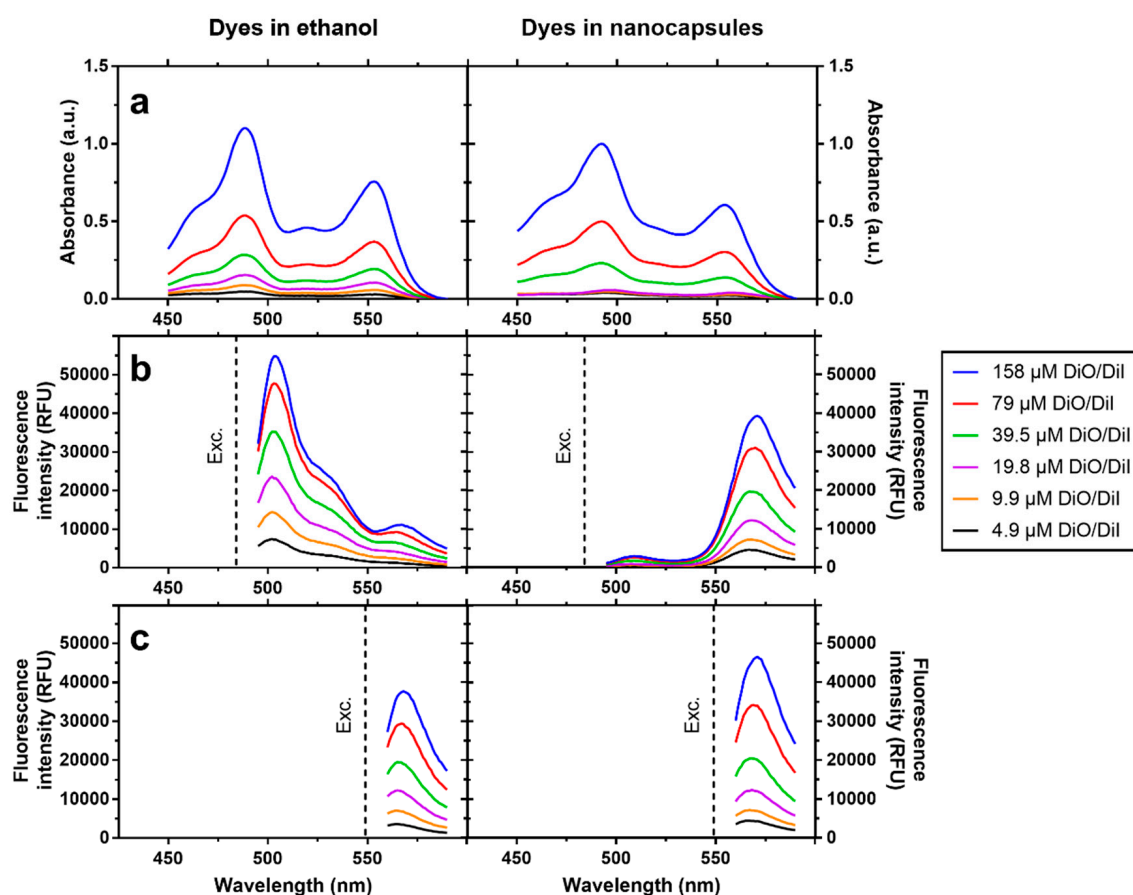 Dyes in ethanol
Dyes in nanocapsules
a
Absorbance (a.u.)
1.5
1.0
0.5
0.0
450
500
550
1.5
1.0
0.5
0.0
Absorbance (a.u.)
450
500
550
b
Fluorescence
intensity (RFU)
50000
40000
30000
20000
10000
0
Exc.
450
500
550
Exc.
50000
40000
30000
20000
10000
0
Fluorescence
intensity (RFU)
450
500
550
158 µM DiO/DiI
79 µM DiO/DiI
39.5 µM DiO/DiI
19.8 µM DiO/DiI
9.9 µM DiO/DiI
4.9 µM DiO/DiI
c
Fluorescence
intensity (RFU)
50000
40000
30000
20000
10000
0
Exc.
450
500
550
Wavelength (nm)
Exc.
50000
40000
30000
20000
10000
0
Fluorescence
intensity (RFU)
450
500
550
Wavelength (nm)